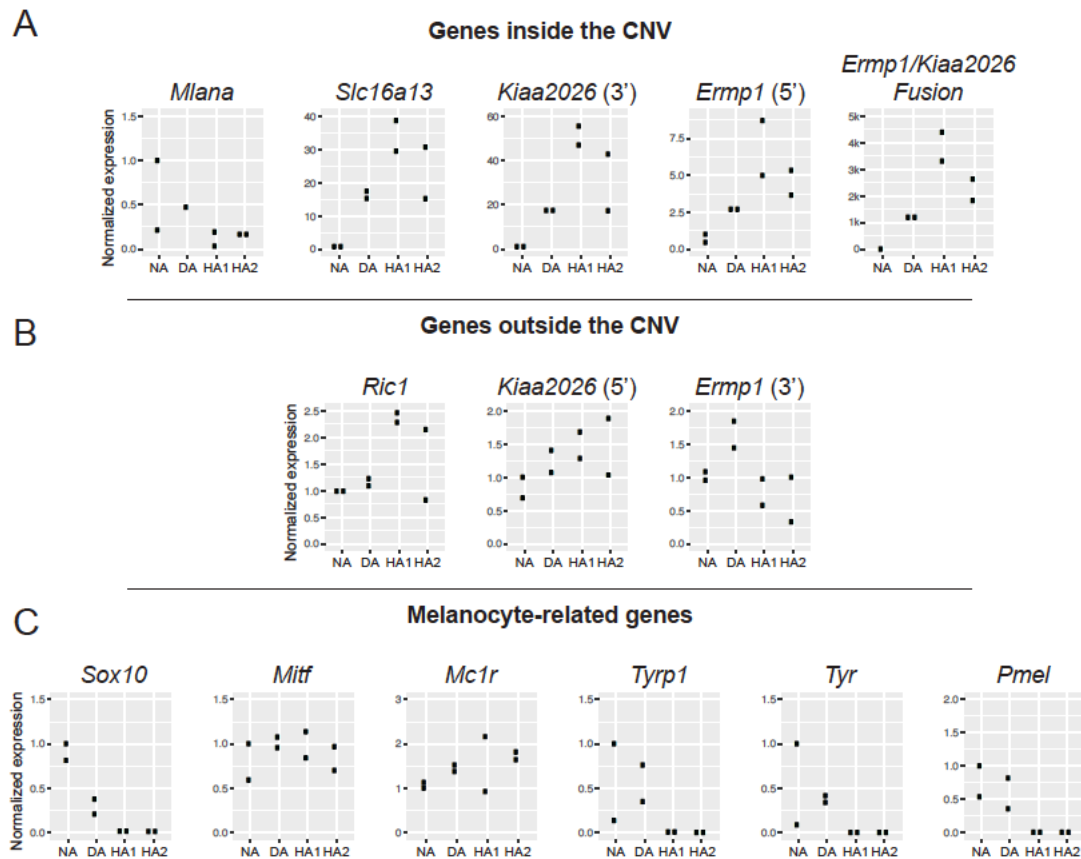 A
Genes inside the CNV
Mlana
Slc16a13
Kiaa2026 (3’)
Ermp1 (5’)
Ermp1/Kiaa2026
Fusion
Normalized expression
1.5
1.0
0.5
0.0
NA DA HA1 HA2
40
30
20
10
0
NA DA HA1 HA2
60
40
20
0
NA DA HA1 HA2
7.5
5.0
2.5
0.0
NA DA HA1 HA2
5k
4k
3k
2k
1k
0
NA DA HA1 HA2
B
Genes outside the CNV
Ric1
Kiaa2026 (5’)
Ermp1 (3’)
Normalized expression
2.5
2.0
1.5
1.0
0.5
0.0
NA DA HA1 HA2
2.0
1.5
1.0
0.5
0.0
NA DA HA1 HA2
2.0
1.5
1.0
0.5
0.0
NA DA HA1 HA2
C
Melanocyte-related genes
Sox10
Mitf
Mc1r
Tyrp1
Tyr
Pmel
Normalized expression
1.5
1.0
0.5
0.0
NA DA HA1 HA2
1.5
1.0
0.5
0.0
NA DA HA1 HA2
3
2
1
0
NA DA HA1 HA2
1.5
1.0
0.5
0.0
NA DA HA1 HA2
1.5
1.0
0.5
0.0
NA DA HA1 HA2
2.0
1.5
1.0
0.5
0.0
NA DA HA1 HA2